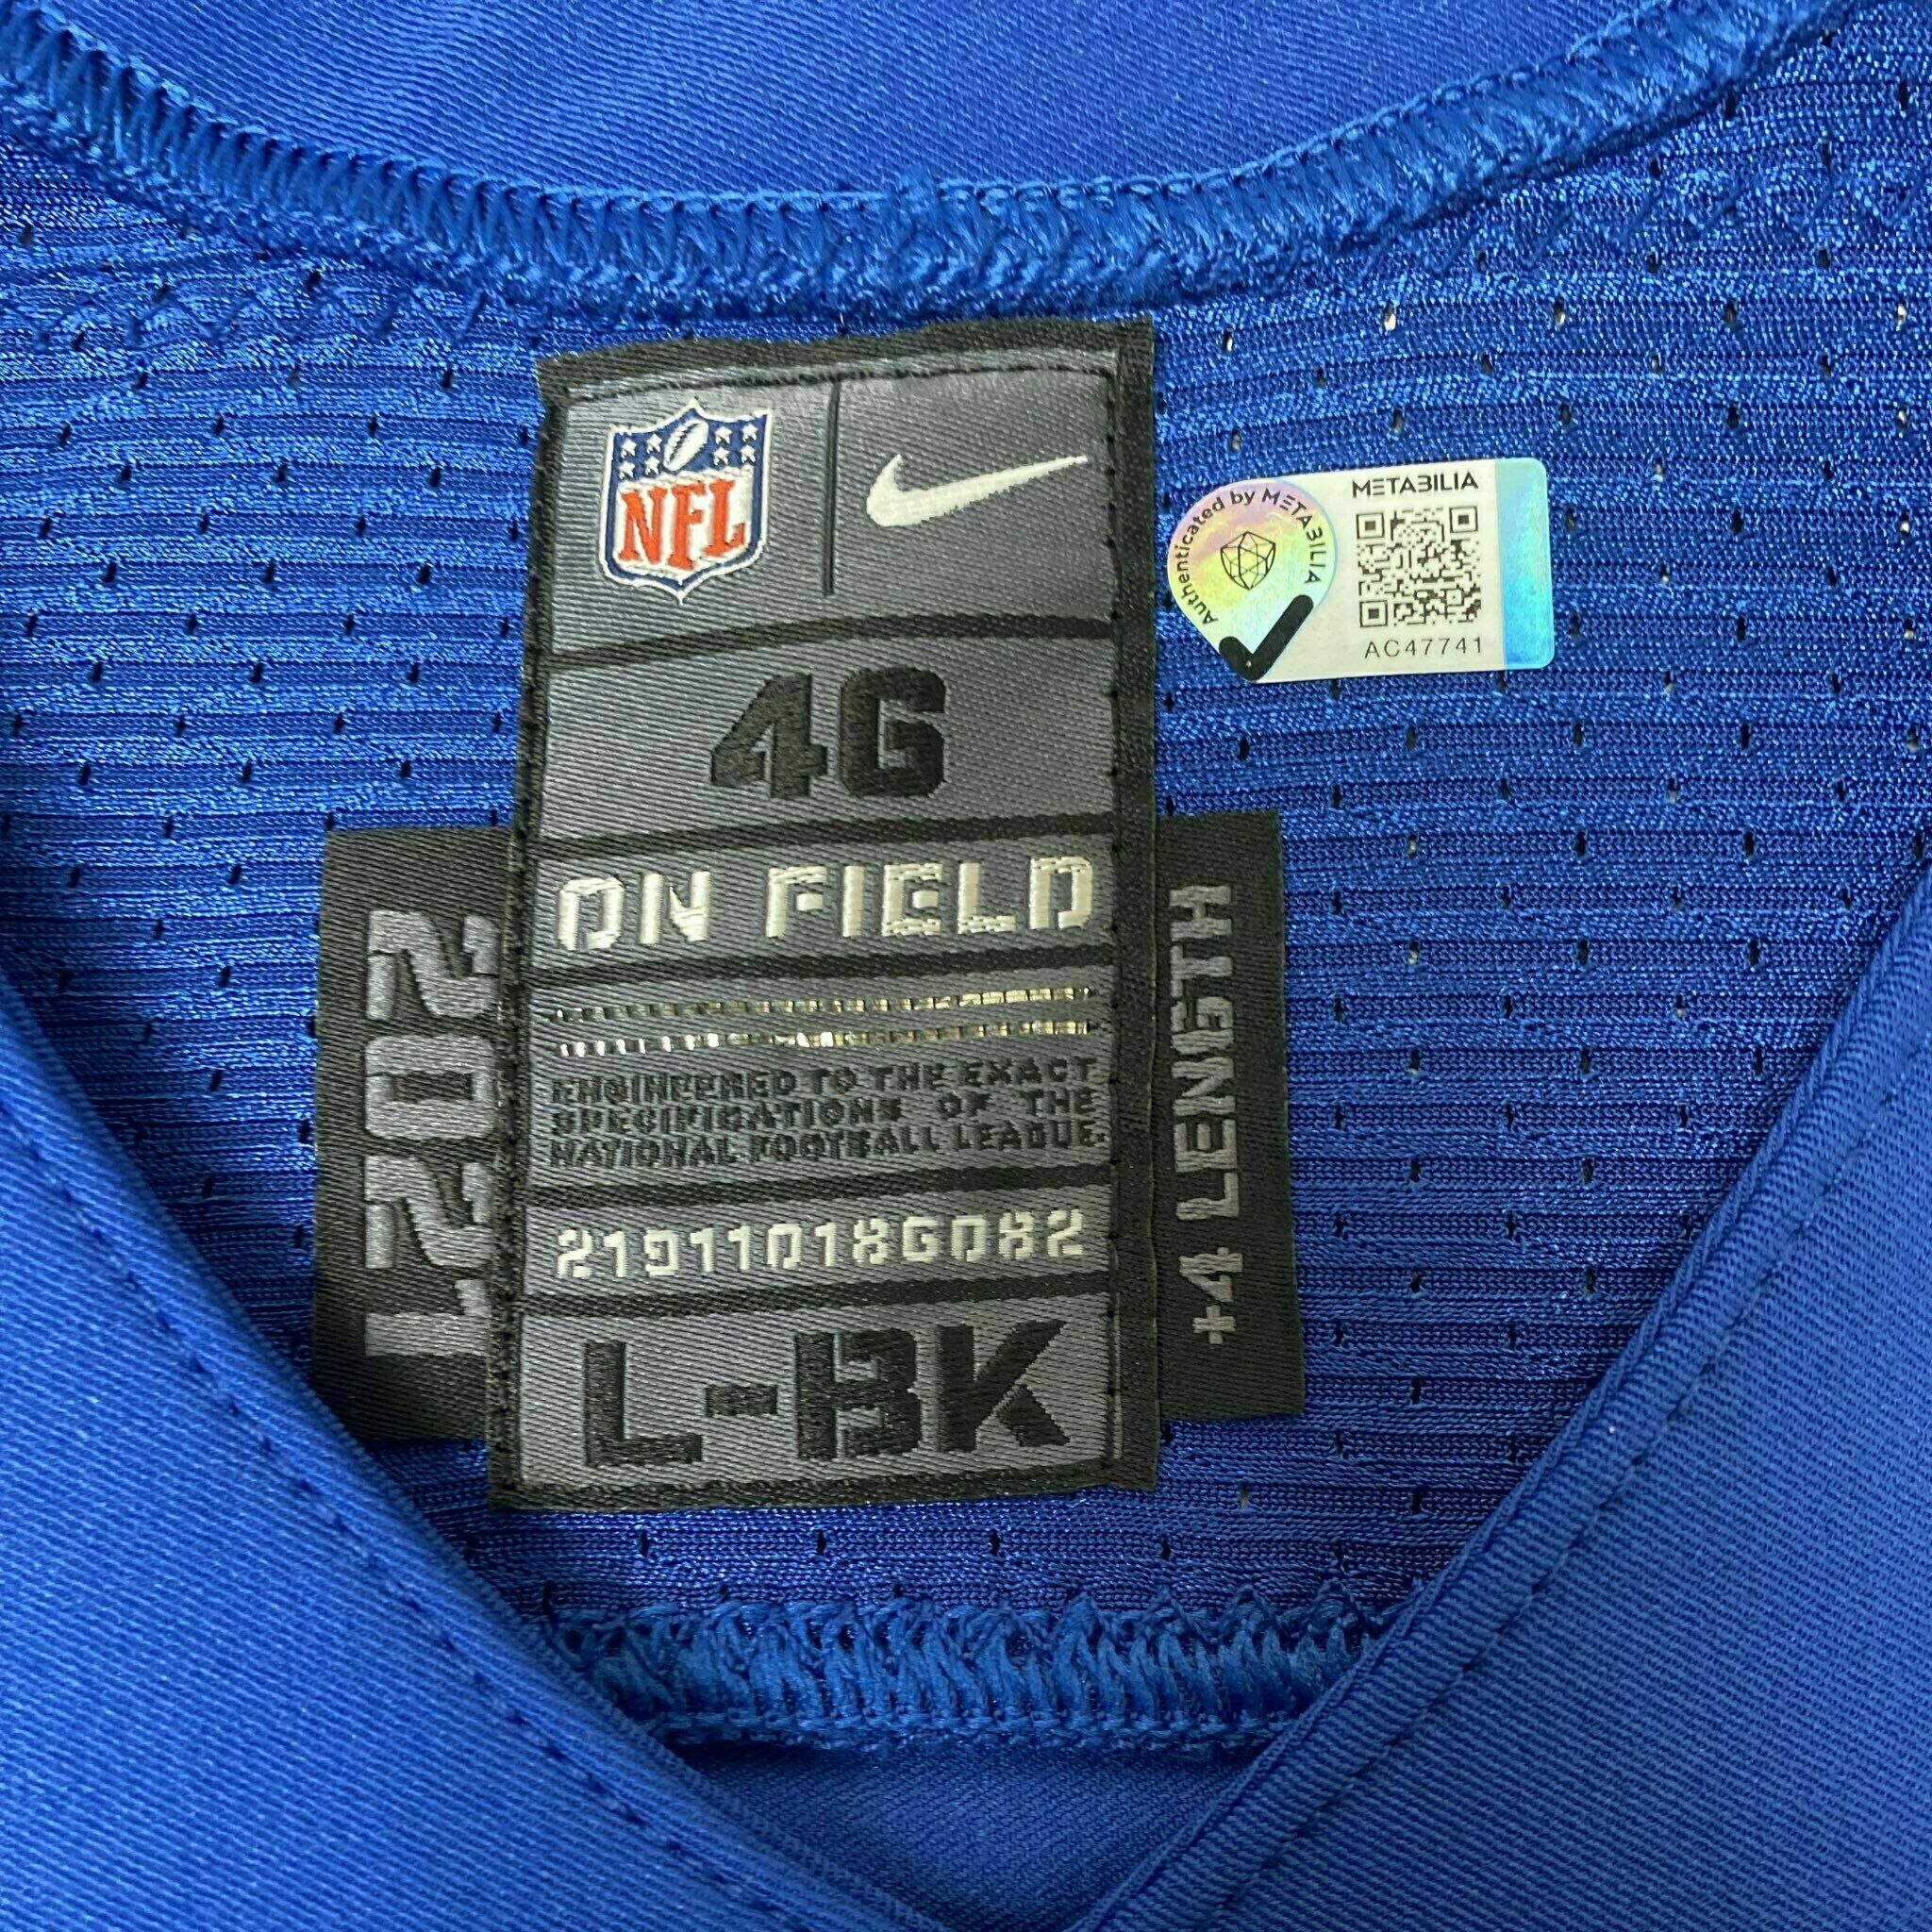 NFL
METABILIA
Authenticated by METABILIA
AC47741
46
ON FIELD
2021
+4 LENGTH
ENGINEERED TO THE EXACT
SPECIFICATIONS OF THE
NATIONAL FOOTBALL LEAGUE.
219110186082
L-BK